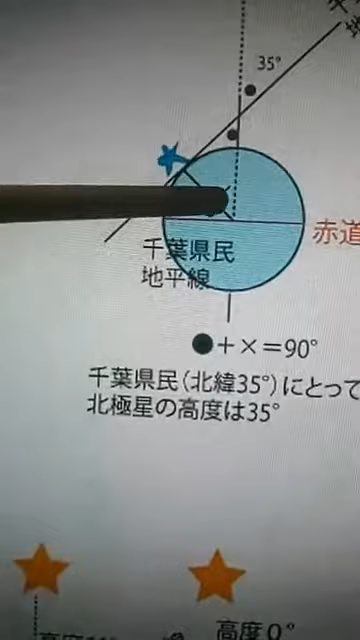 35°
赤道
千葉県民
地平線
●+×=90°
千葉県民(北緯35°)にとって
北極星の高度は35°
高度0°